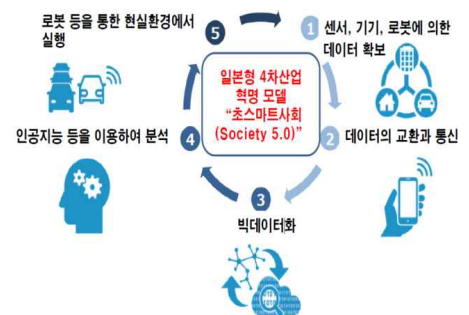 로봇 등을 통한 현실환경에서
실행
5
1
센서, 기기, 로봇에 의한
데이터 확보
일본형 4차산업
혁명 모델
“초스마트사회
(Society 5.0)”
인공지능 등을 이용하여 분석
4
2
데이터의 교환과 통신
3
빅데이터화